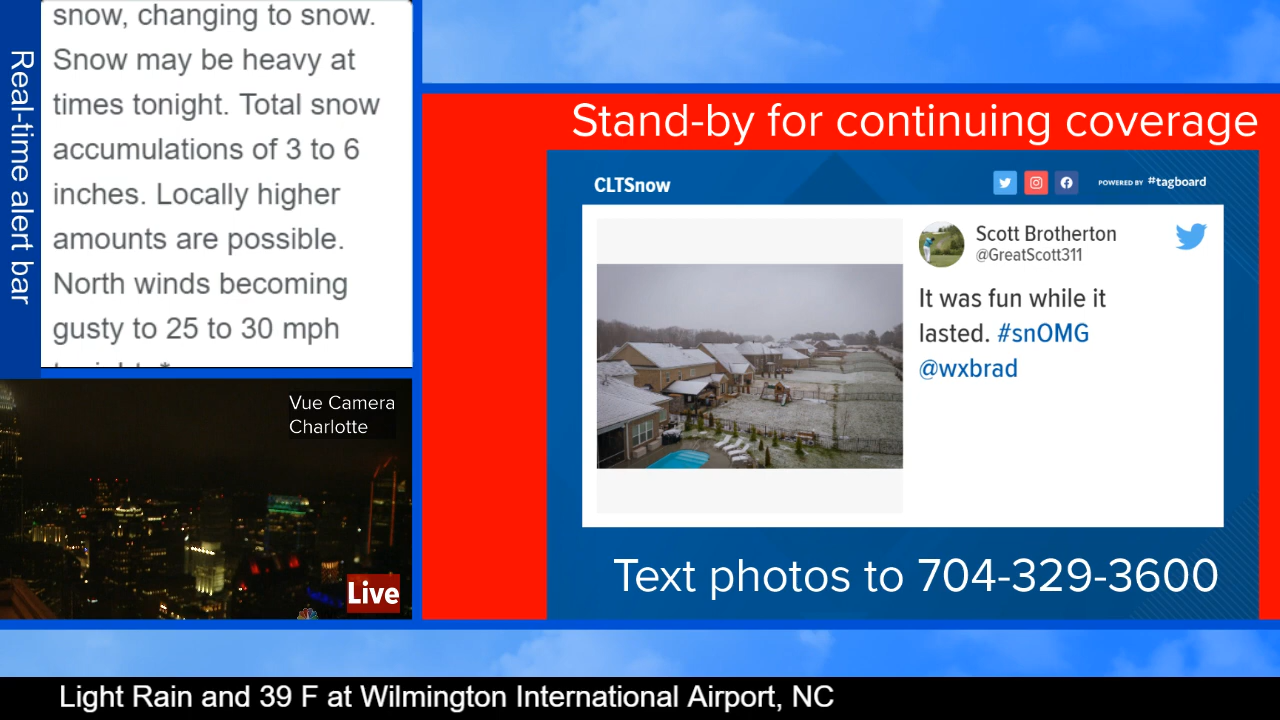 Real-time alert bar
snow, changing to snow.
Snow may be heavy at
times tonight. Total snow
accumulations of 3 to 6
inches. Locally higher
amounts are possible.
North winds becoming
gusty to 25 to 30 mph
Vue Camera
Charlotte
Live
Stand-by for continuing coverage
CLTSnow
POWERED BY #tagboard
Scott Brotherton
@GreatScott311
It was fun while it
lasted. #snOMG
@wxbrad
Text photos to 704-329-3600
Light Rain and 39 F at Wilmington International Airport, NC